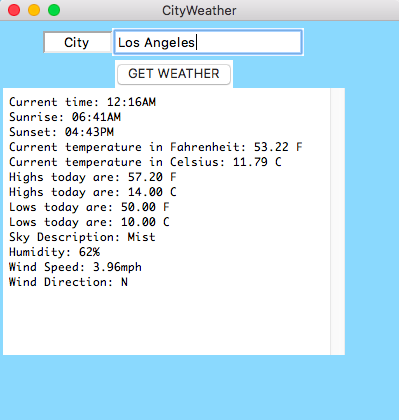 CityWeather
City Los Angeles
GET WEATHER
Current time: 12:16AM
Sunrise: 06:41AM
Sunset: 04:43PM
Current temperature in Fahrenheit: 53.22 F
Current temperature in Celsius: 11.79 C
Highs today are: 57.20 F
Highs today are: 14.00 C
Lows today are: 50.00 F
Lows today are: 10.00 C
Sky Description: Mist
Humidity: 62%
Wind Speed: 3.96mph
Wind Direction: N